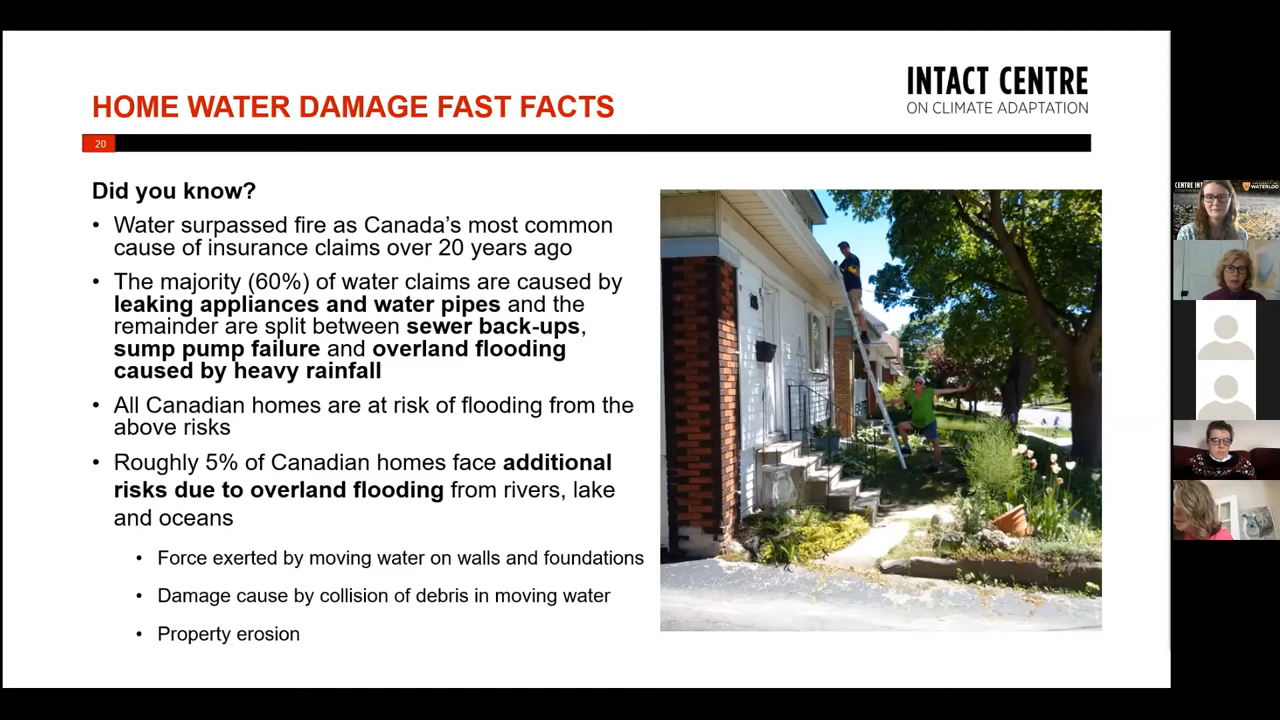 INTACT CENTRE
ON CLIMATE ADAPTATION
HOME WATER DAMAGE FAST FACTS
20
Did you know?
• Water surpassed fire as Canada’s most common
cause of insurance claims over 20 years ago
• The majority (60%) of water claims are caused by
leaking appliances and water pipes and the
remainder are split between sewer back-ups,
sump pump failure and overland flooding
caused by heavy rainfall
• All Canadian homes are at risk of flooding from the
above risks
• Roughly 5% of Canadian homes face additional
risks due to overland flooding from rivers, lake
and oceans
• Force exerted by moving water on walls and foundations
• Damage cause by collision of debris in moving water
• Property erosion
WATERLOO